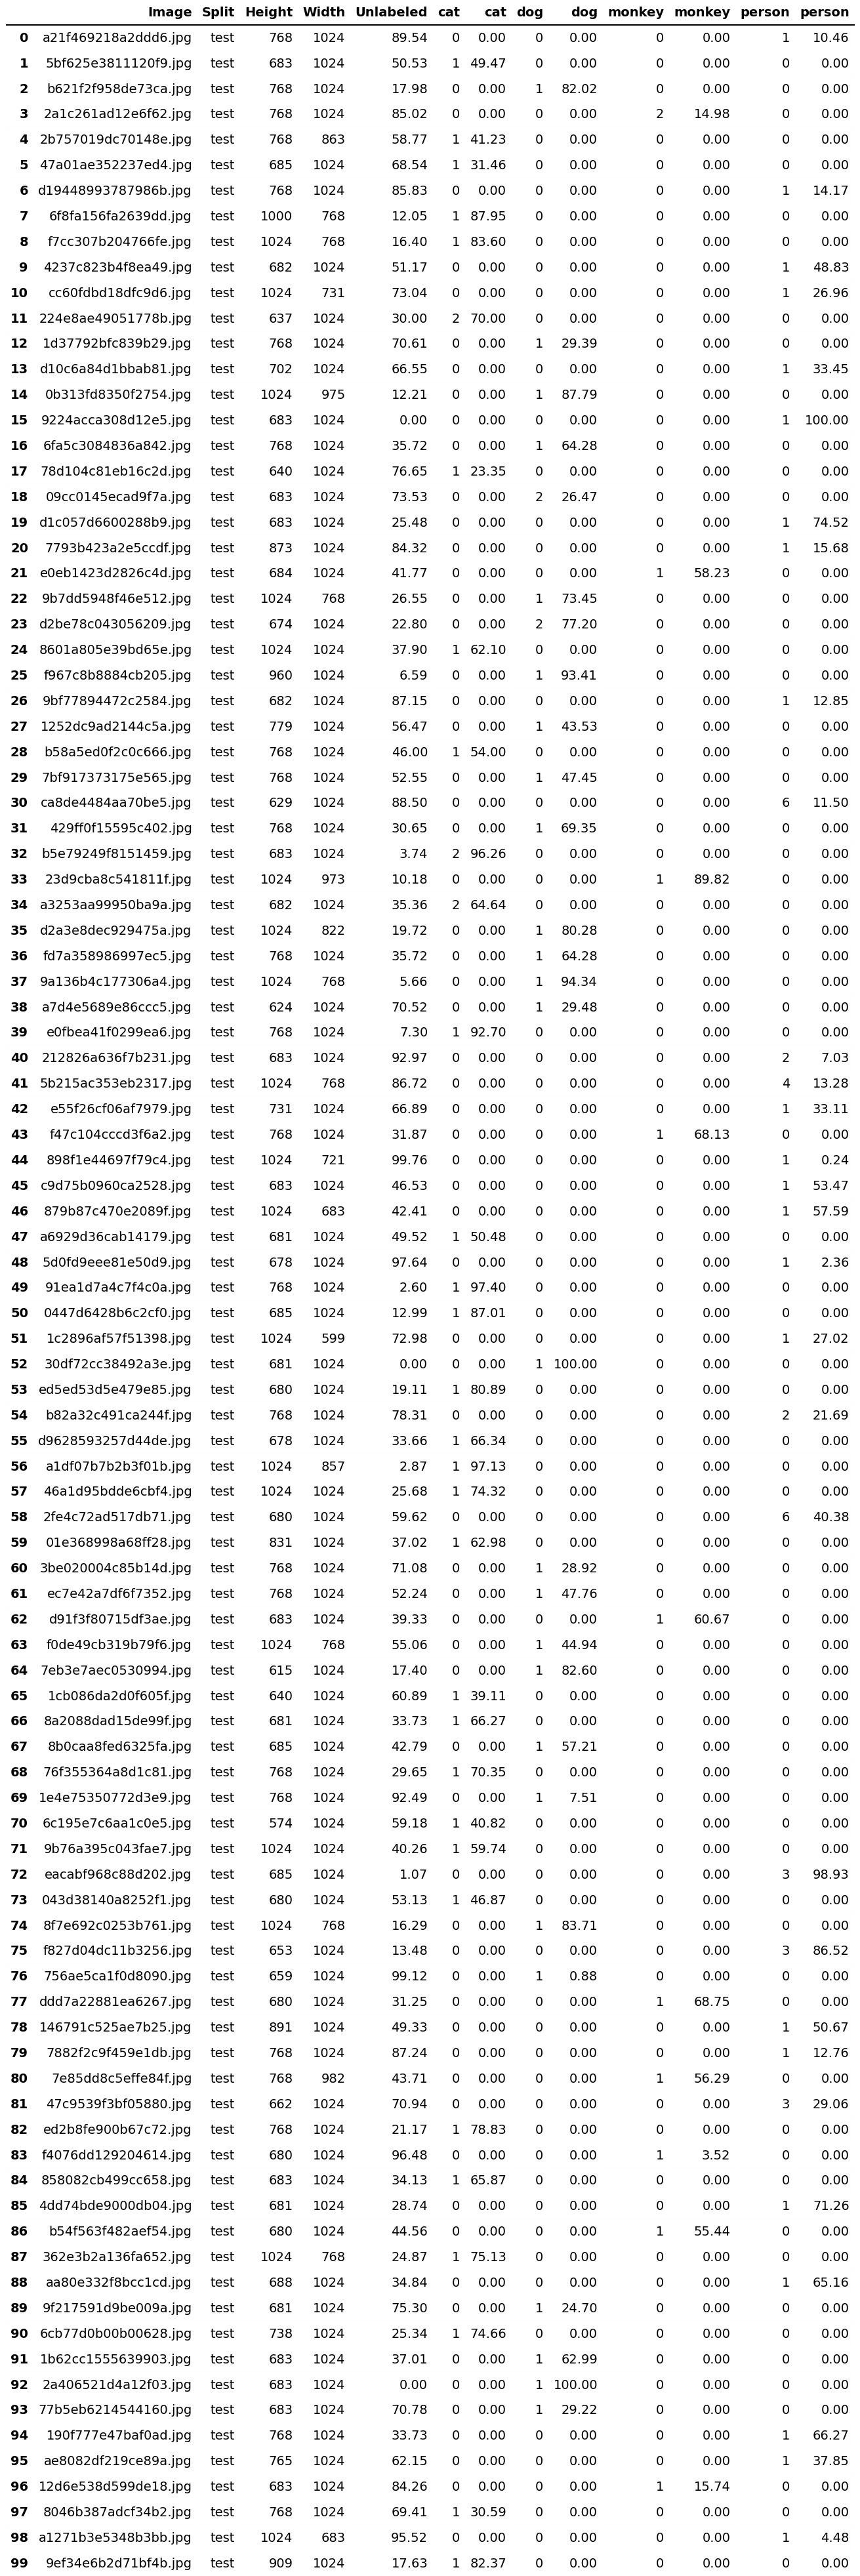 Image Split Height Width Unlabeled cat cat dog dog monkey monkey person person
0 a21f469218a2ddd6.jpg test 768 1024 89.54 0 0.00 0 0.00 0 0.00 1 10.46
1 5bf625e3811120f9.jpg test 683 1024 50.53 1 49.47 0 0.00 0 0.00 0 0.00
2 b621f2f958de73ca.jpg test 768 1024 17.98 0 0.00 1 82.02 0 0.00 0 0.00
3 2a1c261ad12e6f62.jpg test 768 1024 85.02 0 0.00 0 0.00 2 14.98 0 0.00
4 2b757019dc70148e.jpg test 768 863 58.77 1 41.23 0 0.00 0 0.00 0 0.00
5 47a01ae352237ed4.jpg test 685 1024 68.54 1 31.46 0 0.00 0 0.00 0 0.00
6 d19448993787986b.jpg test 768 1024 85.83 0 0.00 0 0.00 0 0.00 1 14.17
7 6f8fa156fa2639dd.jpg test 1000 768 12.05 1 87.95 0 0.00 0 0.00 0 0.00
8 f7cc307b204766fe.jpg test 1024 768 16.40 1 83.60 0 0.00 0 0.00 0 0.00
9 4237c823b4f8ea49.jpg test 682 1024 51.17 0 0.00 0 0.00 0 0.00 1 48.83
10 cc60fdbd18dfc9d6.jpg test 1024 731 73.04 0 0.00 0 0.00 0 0.00 1 26.96
11 224e8ae49051778b.jpg test 637 1024 30.00 2 70.00 0 0.00 0 0.00 0 0.00
12 1d37792bfc839b29.jpg test 768 1024 70.61 0 0.00 1 29.39 0 0.00 0 0.00
13 d10c6a84d1bbab81.jpg test 702 1024 66.55 0 0.00 0 0.00 0 0.00 1 33.45
14 0b313fd8350f2754.jpg test 1024 975 12.21 0 0.00 1 87.79 0 0.00 0 0.00
15 9224acca308d12e5.jpg test 683 1024 0.00 0 0.00 0 0.00 0 0.00 1 100.00
16 6fa5c3084836a842.jpg test 768 1024 35.72 0 0.00 1 64.28 0 0.00 0 0.00
17 78d104c81eb16c2d.jpg test 640 1024 76.65 1 23.35 0 0.00 0 0.00 0 0.00
18 09cc0145ecad9f7a.jpg test 683 1024 73.53 0 0.00 2 26.47 0 0.00 0 0.00
19 d1c057d6600288b9.jpg test 683 1024 25.48 0 0.00 0 0.00 0 0.00 1 74.52
20 7793b423a2e5ccdf.jpg test 873 1024 84.32 0 0.00 0 0.00 0 0.00 1 15.68
21 e0eb1423d2826c4d.jpg test 684 1024 41.77 0 0.00 0 0.00 1 58.23 0 0.00
22 9b7dd5948f46e512.jpg test 1024 768 26.55 0 0.00 1 73.45 0 0.00 0 0.00
23 d2be78c043056209.jpg test 674 1024 22.80 0 0.00 2 77.20 0 0.00 0 0.00
24 8601a805e39bd65e.jpg test 1024 1024 37.90 1 62.10 0 0.00 0 0.00 0 0.00
25 f967c8b8884cb205.jpg test 960 1024 6.59 0 0.00 1 93.41 0 0.00 0 0.00
26 9bf77894472c2584.jpg test 682 1024 87.15 0 0.00 0 0.00 0 0.00 1 12.85
27 1252dc9ad2144c5a.jpg test 779 1024 56.47 0 0.00 1 43.53 0 0.00 0 0.00
28 b58a5ed0f2c0c666.jpg test 768 1024 46.00 1 54.00 0 0.00 0 0.00 0 0.00
29 7bf917373175e565.jpg test 768 1024 52.55 0 0.00 1 47.45 0 0.00 0 0.00
30 ca8de4484aa70be5.jpg test 629 1024 88.50 0 0.00 0 0.00 0 0.00 6 11.50
31 429ff0f15595c402.jpg test 768 1024 30.65 0 0.00 1 69.35 0 0.00 0 0.00
32 b5e79249f8151459.jpg test 683 1024 3.74 2 96.26 0 0.00 0 0.00 0 0.00
33 23d9cba8c541811f.jpg test 1024 973 10.18 0 0.00 0 0.00 1 89.82 0 0.00
34 a3253aa99950ba9a.jpg test 682 1024 35.36 2 64.64 0 0.00 0 0.00 0 0.00
35 d2a3e8dec929475a.jpg test 1024 822 19.72 0 0.00 1 80.28 0 0.00 0 0.00
36 fd7a358986997ec5.jpg test 768 1024 35.72 0 0.00 1 64.28 0 0.00 0 0.00
37 9a136b4c177306a4.jpg test 1024 768 5.66 0 0.00 1 94.34 0 0.00 0 0.00
38 a7d4e5689e86ccc5.jpg test 624 1024 70.52 0 0.00 1 29.48 0 0.00 0 0.00
39 e0fbea41f0299ea6.jpg test 768 1024 7.30 1 92.70 0 0.00 0 0.00 0 0.00
40 212826a636f7b231.jpg test 683 1024 92.97 0 0.00 0 0.00 0 0.00 2 7.03
41 5b215ac353eb2317.jpg test 1024 768 86.72 0 0.00 0 0.00 0 0.00 4 13.28
42 e55f26cf06af7979.jpg test 731 1024 66.89 0 0.00 0 0.00 0 0.00 1 33.11
43 f47c104cccd3f6a2.jpg test 768 1024 31.87 0 0.00 0 0.00 1 68.13 0 0.00
44 898f1e44697f79c4.jpg test 1024 721 99.76 0 0.00 0 0.00 0 0.00 1 0.24
45 c9d75b0960ca2528.jpg test 683 1024 46.53 0 0.00 0 0.00 0 0.00 1 53.47
46 879b87c470e2089f.jpg test 1024 683 42.41 0 0.00 0 0.00 0 0.00 1 57.59
47 a6929d36cab14179.jpg test 681 1024 49.52 1 50.48 0 0.00 0 0.00 0 0.00
48 5d0fd9eee81e50d9.jpg test 678 1024 97.64 0 0.00 0 0.00 0 0.00 1 2.36
49 91ea1d7a4c7f4c0a.jpg test 768 1024 2.60 1 97.40 0 0.00 0 0.00 0 0.00
50 0447d6428b6c2cf0.jpg test 685 1024 12.99 1 87.01 0 0.00 0 0.00 0 0.00
51 1c2896af57f51398.jpg test 1024 599 72.98 0 0.00 0 0.00 0 0.00 1 27.02
52 30df72cc38492a3e.jpg test 681 1024 0.00 0 0.00 1 100.00 0 0.00 0 0.00
53 ed5ed53d5e479e85.jpg test 680 1024 19.11 1 80.89 0 0.00 0 0.00 0 0.00
54 b82a32c491ca244f.jpg test 768 1024 78.31 0 0.00 0 0.00 0 0.00 2 21.69
55 d9628593257d44de.jpg test 678 1024 33.66 1 66.34 0 0.00 0 0.00 0 0.00
56 a1df07b7b2b3f01b.jpg test 1024 857 2.87 1 97.13 0 0.00 0 0.00 0 0.00
57 46a1d95bdde6cbf4.jpg test 1024 1024 25.68 1 74.32 0 0.00 0 0.00 0 0.00
58 2fe4c72ad517db71.jpg test 680 1024 59.62 0 0.00 0 0.00 0 0.00 6 40.38
59 01e368998a68ff28.jpg test 831 1024 37.02 1 62.98 0 0.00 0 0.00 0 0.00
60 3be020004c85b14d.jpg test 768 1024 71.08 0 0.00 1 28.92 0 0.00 0 0.00
61 ec7e42a7df6f7352.jpg test 768 1024 52.24 0 0.00 1 47.76 0 0.00 0 0.00
62 d91f3f80715df3ae.jpg test 683 1024 39.33 0 0.00 0 0.00 1 60.67 0 0.00
63 f0de49cb319b79f6.jpg test 1024 768 55.06 0 0.00 1 44.94 0 0.00 0 0.00
64 7eb3e7aec0530994.jpg test 615 1024 17.40 0 0.00 1 82.60 0 0.00 0 0.00
65 1cb086da2d0f605f.jpg test 640 1024 60.89 1 39.11 0 0.00 0 0.00 0 0.00
66 8a2088dad15de99f.jpg test 681 1024 33.73 1 66.27 0 0.00 0 0.00 0 0.00
67 8b0caa8fed6325fa.jpg test 685 1024 42.79 0 0.00 1 57.21 0 0.00 0 0.00
68 76f355364a8d1c81.jpg test 768 1024 29.65 1 70.35 0 0.00 0 0.00 0 0.00
69 1e4e75350772d3e9.jpg test 768 1024 92.49 0 0.00 1 7.51 0 0.00 0 0.00
70 6c195e7c6aa1c0e5.jpg test 574 1024 59.18 1 40.82 0 0.00 0 0.00 0 0.00
71 9b76a395c043fae7.jpg test 1024 1024 40.26 1 59.74 0 0.00 0 0.00 0 0.00
72 eacabf968c88d202.jpg test 685 1024 1.07 0 0.00 0 0.00 0 0.00 3 98.93
73 043d38140a8252f1.jpg test 680 1024 53.13 1 46.87 0 0.00 0 0.00 0 0.00
74 8f7e692c0253b761.jpg test 1024 768 16.29 0 0.00 1 83.71 0 0.00 0 0.00
75 f827d04dc11b3256.jpg test 653 1024 13.48 0 0.00 0 0.00 0 0.00 3 86.52
76 756ae5ca1f0d8090.jpg test 659 1024 99.12 0 0.00 1 0.88 0 0.00 0 0.00
77 ddd7a22881ea6267.jpg test 680 1024 31.25 0 0.00 0 0.00 1 68.75 0 0.00
78 146791c525ae7b25.jpg test 891 1024 49.33 0 0.00 0 0.00 0 0.00 1 50.67
79 7882f2c9f459e1db.jpg test 768 1024 87.24 0 0.00 0 0.00 0 0.00 1 12.76
80 7e85dd8c5effe84f.jpg test 768 982 43.71 0 0.00 0 0.00 1 56.29 0 0.00
81 47c9539f3bf05880.jpg test 662 1024 70.94 0 0.00 0 0.00 0 0.00 3 29.06
82 ed2b8fe900b67c72.jpg test 768 1024 21.17 1 78.83 0 0.00 0 0.00 0 0.00
83 f4076dd129204614.jpg test 680 1024 96.48 0 0.00 0 0.00 1 3.52 0 0.00
84 858082cb499cc658.jpg test 683 1024 34.13 1 65.87 0 0.00 0 0.00 0 0.00
85 4dd74bde9000db04.jpg test 681 1024 28.74 0 0.00 0 0.00 0 0.00 1 71.26
86 b54f563f482aef54.jpg test 680 1024 44.56 0 0.00 0 0.00 1 55.44 0 0.00
87 362e3b2a136fa652.jpg test 1024 768 24.87 1 75.13 0 0.00 0 0.00 0 0.00
88 aa80e332f8bcc1cd.jpg test 688 1024 34.84 0 0.00 0 0.00 0 0.00 1 65.16
89 9f217591d9be009a.jpg test 681 1024 75.30 0 0.00 1 24.70 0 0.00 0 0.00
90 6cb77d0b00b00628.jpg test 738 1024 25.34 1 74.66 0 0.00 0 0.00 0 0.00
91 1b62cc1555639903.jpg test 683 1024 37.01 0 0.00 1 62.99 0 0.00 0 0.00
92 2a406521d4a12f03.jpg test 683 1024 0.00 0 0.00 1 100.00 0 0.00 0 0.00
93 77b5eb6214544160.jpg test 683 1024 70.78 0 0.00 1 29.22 0 0.00 0 0.00
94 190f777e47baf0ad.jpg test 768 1024 33.73 0 0.00 0 0.00 0 0.00 1 66.27
95 ae8082df219ce89a.jpg test 765 1024 62.15 0 0.00 0 0.00 0 0.00 1 37.85
96 12d6e538d599de18.jpg test 683 1024 84.26 0 0.00 0 0.00 1 15.74 0 0.00
97 8046b387adcf34b2.jpg test 768 1024 69.41 1 30.59 0 0.00 0 0.00 0 0.00
98 a1271b3e5348b3bb.jpg test 1024 683 95.52 0 0.00 0 0.00 0 0.00 1 4.48
99 9ef34e6b2d71bf4b.jpg test 909 1024 17.63 1 82.37 0 0.00 0 0.00 0 0.00